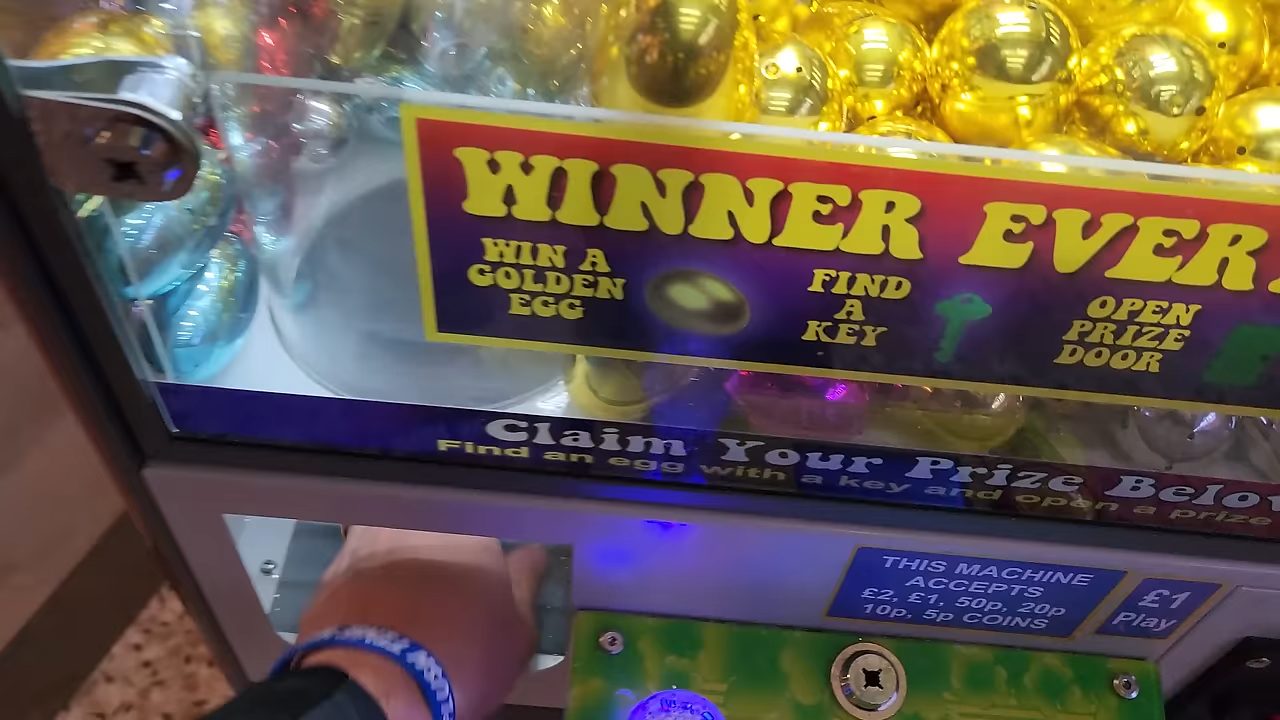 WINNER EVER
WIN A
GOLDEN
EGG
FIND
A
KEY
OPEN
PRIZE
DOOR
Claim Your Prize Below
Find an egg with a key and open a prize
THIS MACHINE
ACCEPTS
£2, £1, 50p, 20p
10p, 5p COINS
£1
Play